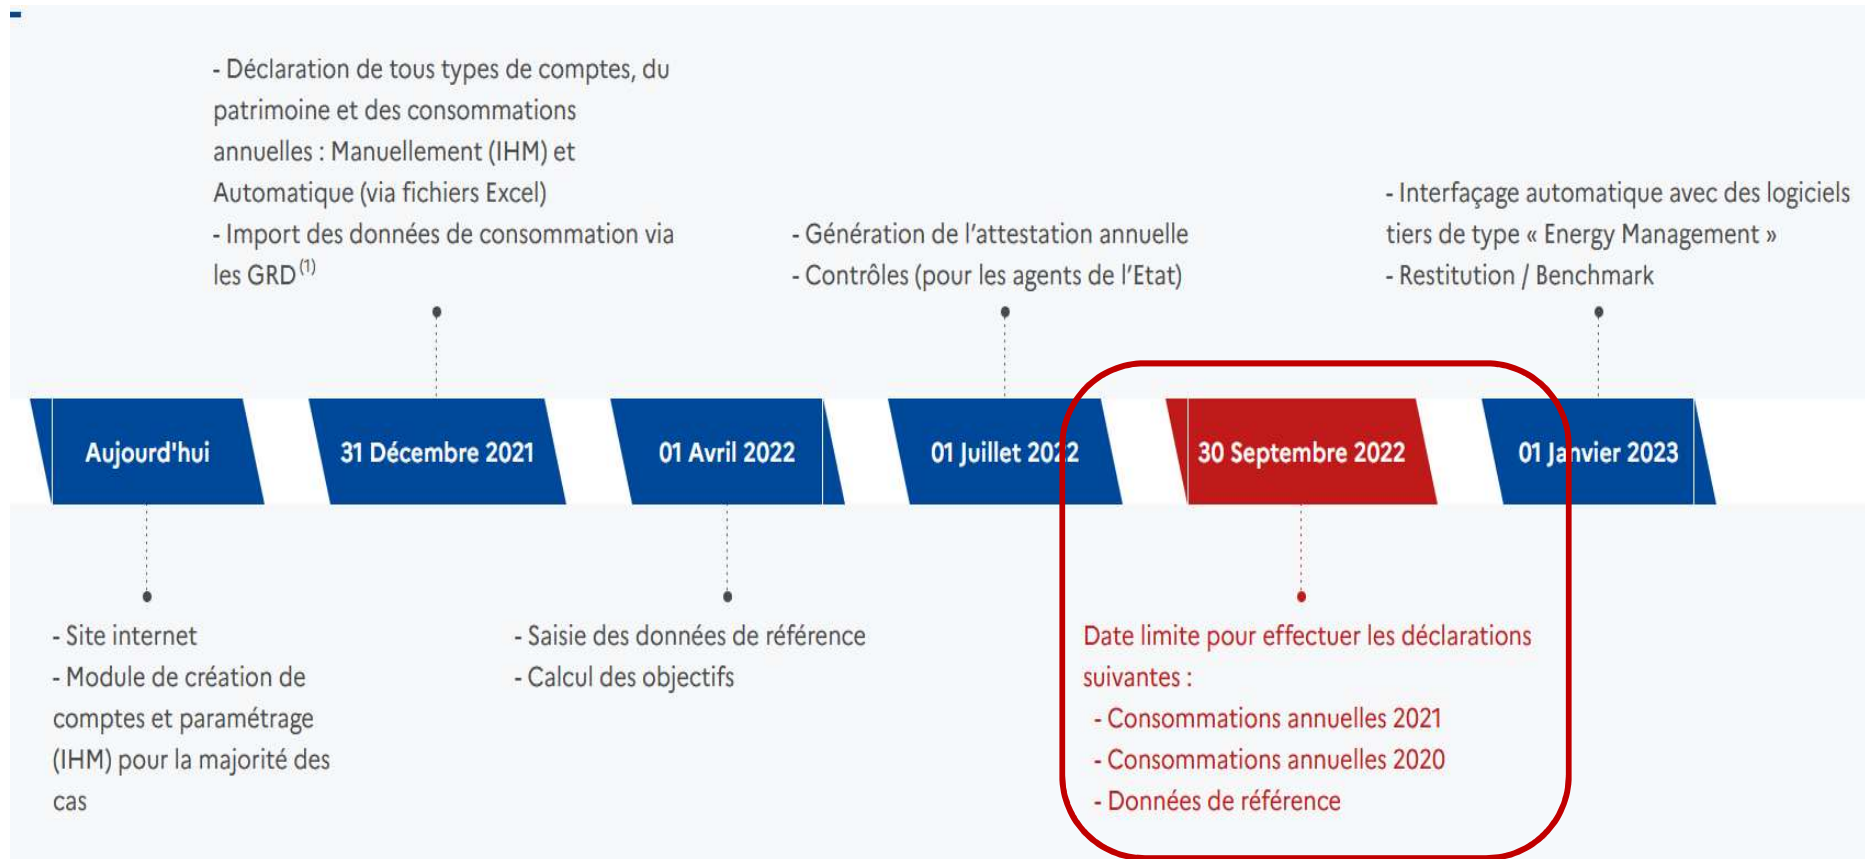 - Déclaration de tous types de comptes, du
patrimoine et des consommations
annuelles : Manuellement (IHM) et
Automatique (via fichiers Excel)
- Import des données de consommation via
les GRD(1)
- Génération de l'attestation annuelle
- Contrôles (pour les agents de l'Etat)
- Interfaçage automatique avec des logiciels
tiers de type « Energy Management »
- Restitution / Benchmark
Aujourd'hui
31 Décembre 2021
01 Avril 2022
01 Juillet 2022
30 Septembre 2022
01 Janvier 2023
- Site internet
- Module de création de
comptes et paramétrage
(IHM) pour la majorité des
cas
- Saisie des données de référence
- Calcul des objectifs
Date limite pour effectuer les déclarations
suivantes :
- Consommations annuelles 2021
- Consommations annuelles 2020
- Données de référence